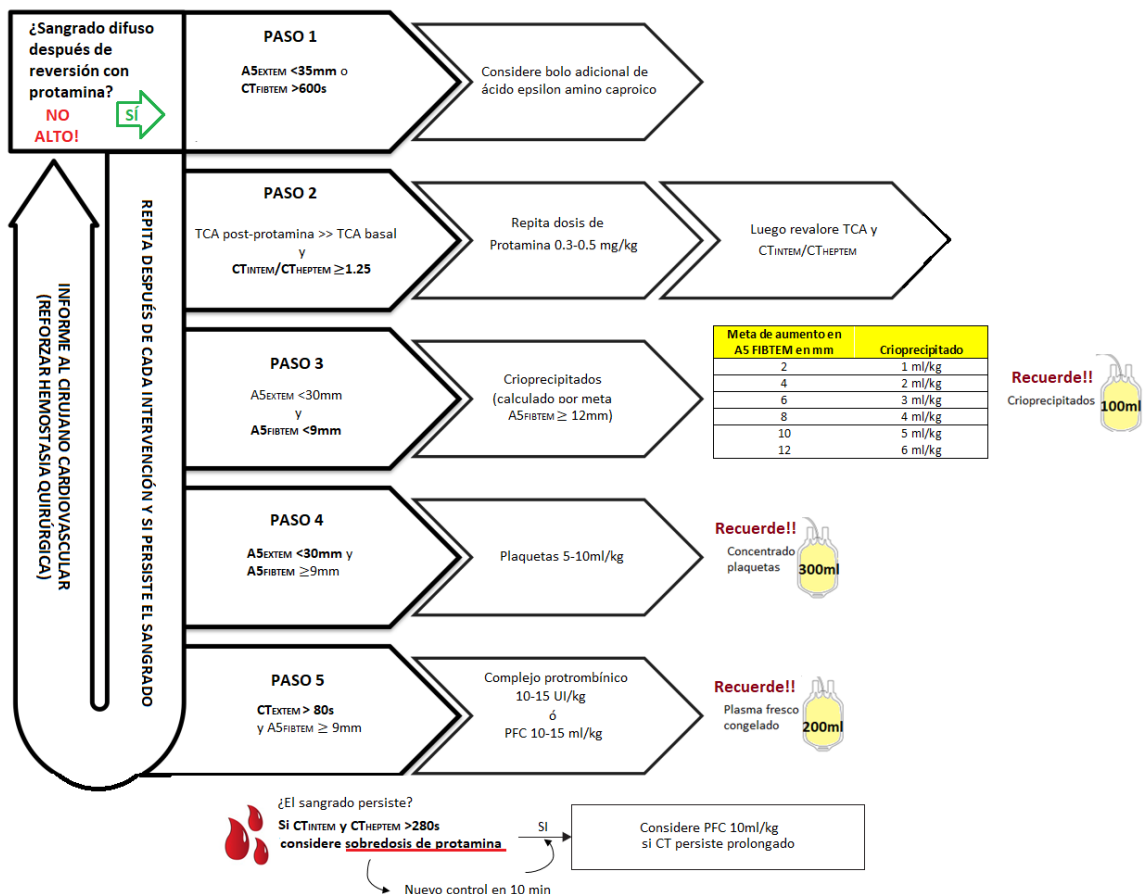 ¿Sangrado difuso
después de
reversión con
protamina?
NO
ALTO!
SÍ
PASO 1
A5EXTEM <35mm o
CTFIBTEM >600s
Considere bolo adicional de
ácido epsilon amino caproico
PASO 2
TCA post-protamina >> TCA basal
y
CTINTEM/CTHEPTEM ≥1.25
Repita dosis de
Protamina 0.3-0.5 mg/kg
Luego revalore TCA y
CTINTEM/CTHEPTEM
PASO 3
A5EXTEM <30mm
y
A5FIBTEM <9mm
Crioprecipitados
(calculado oor meta
A5FIBTEM ≥ 12mm)
Meta de aumento en
A5 FIBTEM en mm Crioprecipitado
2 1 ml/kg
4 2 ml/kg
6 3 ml/kg
8 4 ml/kg
10 5 ml/kg
12 6 ml/kg
Recuerde!!
Crioprecipitados
100ml
PASO 4
A5EXTEM <30mm y
A5FIBTEM ≥9mm
Plaquetas 5-10ml/kg
Recuerde!!
Concentrado
plaquetas
300ml
PASO 5
CTEXTEM > 80s
y A5FIBTEM ≥ 9mm
Complejo protrombínico
10-15 UI/kg
ó
PFC 10-15 ml/kg
Recuerde!!
Plasma fresco
congelado
200ml
REPITA DESPUÉS DE CADA INTERVENCIÓN Y SI PERSISTE EL SANGRADO
INFORME AL CIRUJANO CARDIOVASCULAR
(REFORZAR HEMOSTASIA QUIRÚRGICA)
¿El sangrado persiste?
Si CTINTEM y CTHEPTEM >280s
considere sobredosis de protamina
SI
Considere PFC 10ml/kg
si CT persiste prolongado
Nuevo control en 10 min